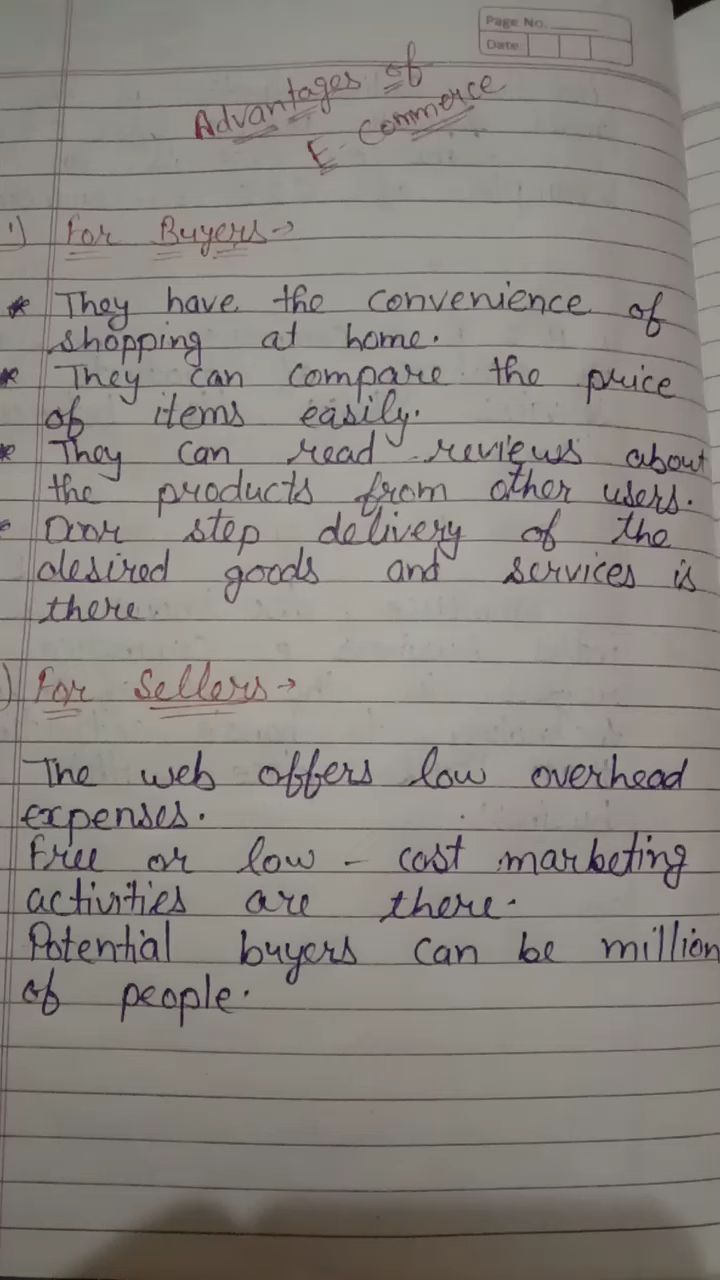 Page No.
Date
Advantages of
E-Commerce
1) For Buyers→
* They have the convenience of
shopping at home.
* They can compare the price
of items easily.
* They can read reviews about
the products from other users.
* Door step delivery of the
desired goods and services is
there.
) For Sellers→
The web offers low overhead
expenses.
Free or low - cost marketing
activities are there.
Potential buyers can be million
of people.